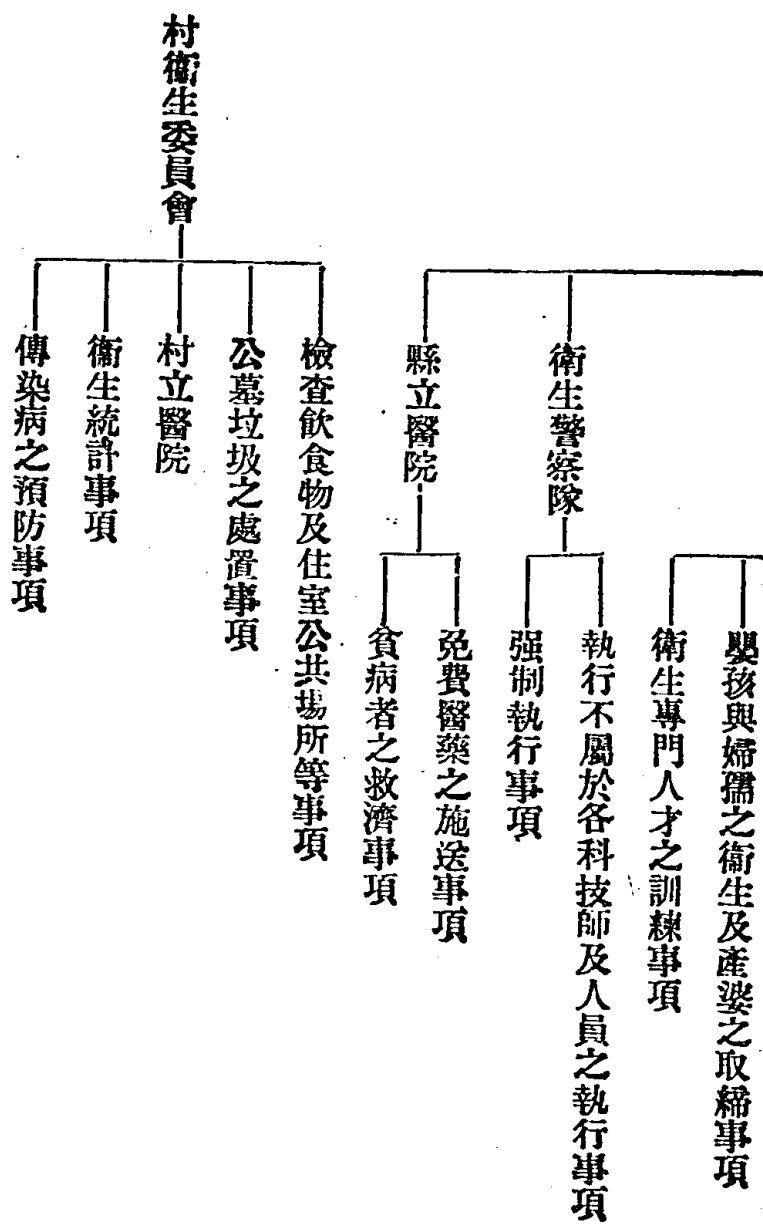 嬰孩與婦孺之衞生及產婆之取締事項
衞生專門人才之訓練事項
衞生警察隊
執行不屬於各科技師及人員之執行事項
强制執行事項
縣立醫院
免費醫藥之施送事項
貧病者之救濟事項
村衞生委員會
檢查飲食物及住室公共場所等事項
公墓垃圾之處置事項
村立醫院
衞生統計事項
傳染病之預防事項